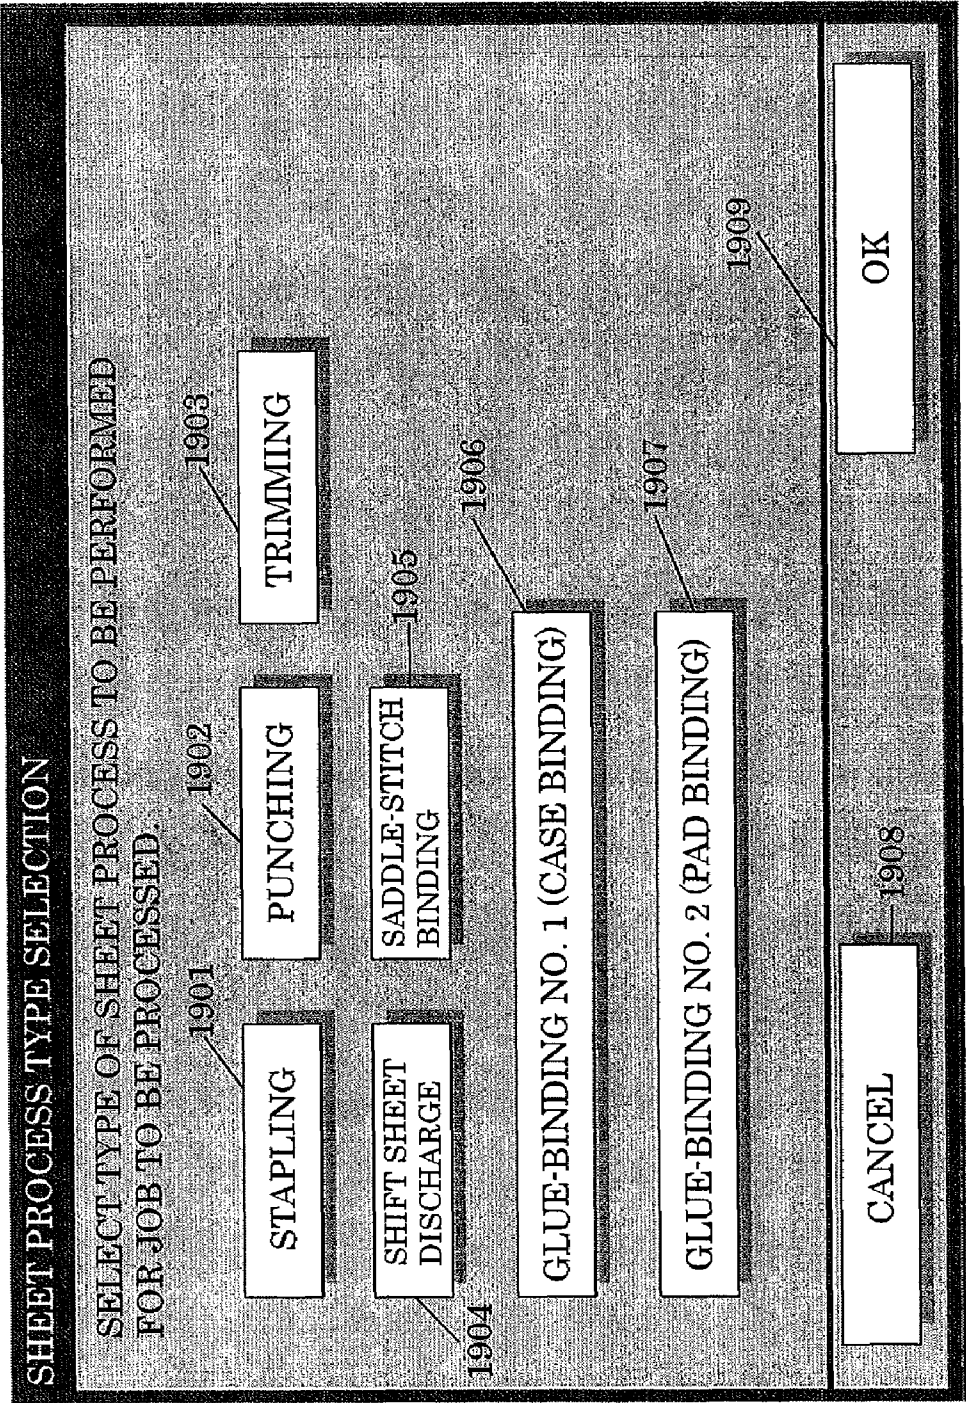 SHEET PROCESS TYPE SELECTION
SELECT TYPE OF SHEET PROCESS TO BE PERFORMED
FOR JOB TO BE PROCESSED.
1901
1902
1903
STAPLING
PUNCHING
TRIMMING
SHIFT SHEET
DISCHARGE
SADDLE-STITCH
BINDING
1904
1905
1906
GLUE-BINDING NO. 1 (CASE BINDING)
1907
GLUE-BINDING NO. 2 (PAD BINDING)
1908
1909
CANCEL
OK